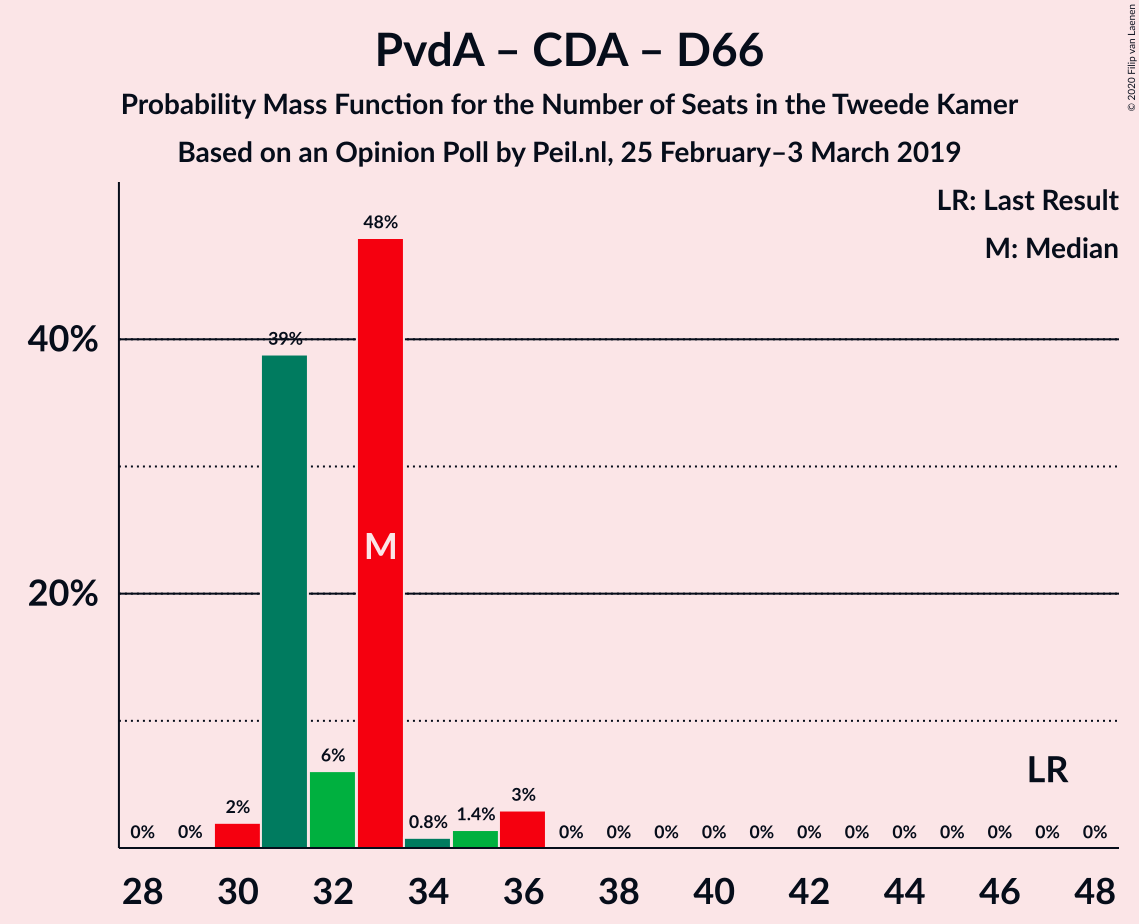 PvdA – CDA – D66
Probability Mass Function for the Number of Seats in the Tweede Kamer
Based on an Opinion Poll by Peil.nl, 25 February–3 March 2019
© 2020 Filip van Laenen
LR: Last Result
M: Median
40%
20%
0% 0% 2% 39% 6% 48% 0.8% 1.4% 3% 0% 0% 0% 0% 0% 0% 0% 0% 0% 0% 0% 0%
M
LR
28 30 32 34 36 38 40 42 44 46 48